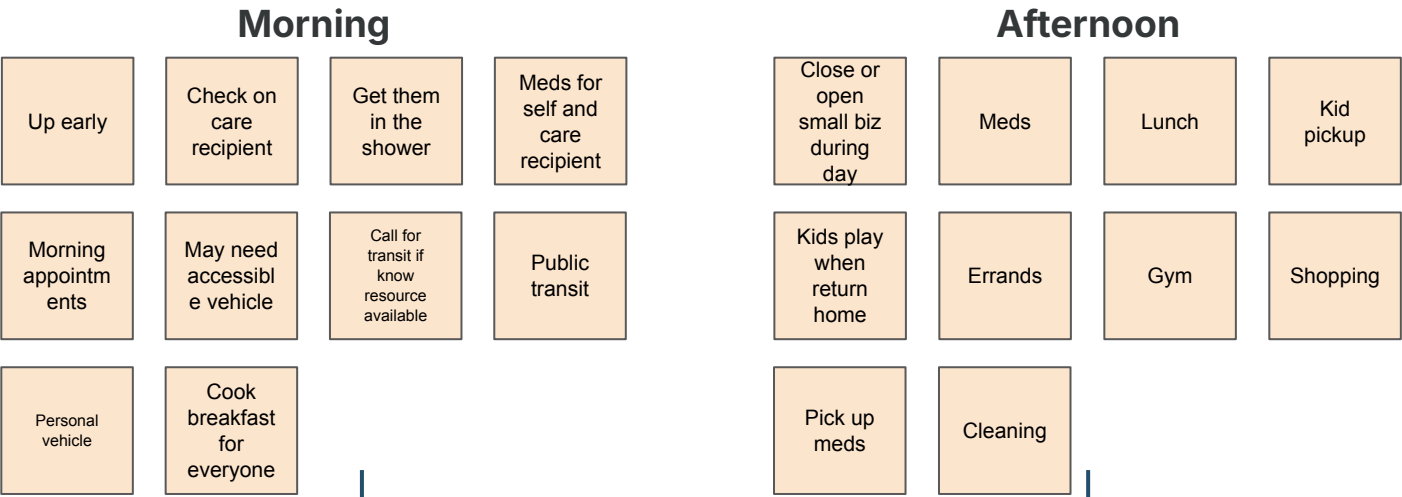 Morning
Up early
Check on
care
recipient
Get them
in the
shower
Meds for
self and
care
recipient
Morning
appointm
ents
May need
accessibl
e vehicle
Call for
transit if
know
resource
available
Public
transit
Personal
vehicle
Cook
breakfast
for
everyone
Afternoon
Close or
open
small biz
during
day
Meds
Lunch
Kid
pickup
Kids play
when
return
home
Errands
Gym
Shopping
Pick up
meds
Cleaning